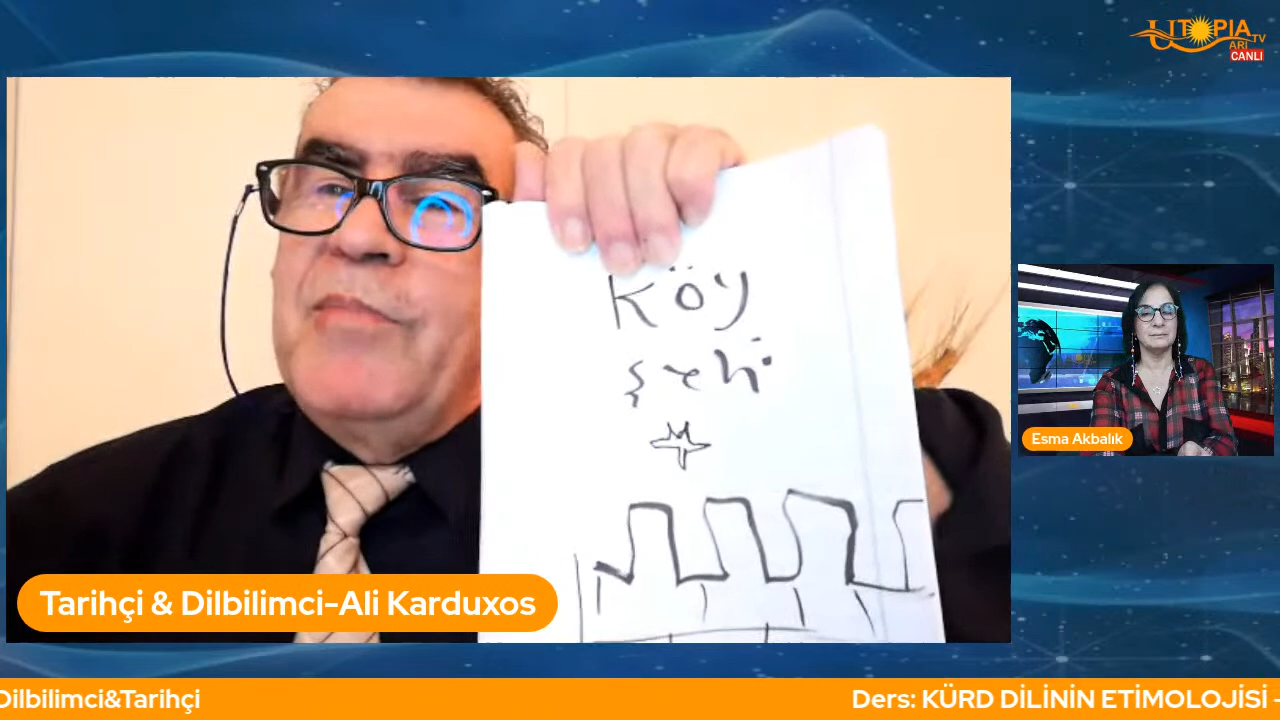 UTOPIA TV
ARİ
CANLI
Köy
Esma Akbalık
Tarihçi & Dilbilimci-Ali Karduxos
Dilbilimci&Tarihçi
Ders: KÜRD DİLİNİN ETİMOLOJİSİ -